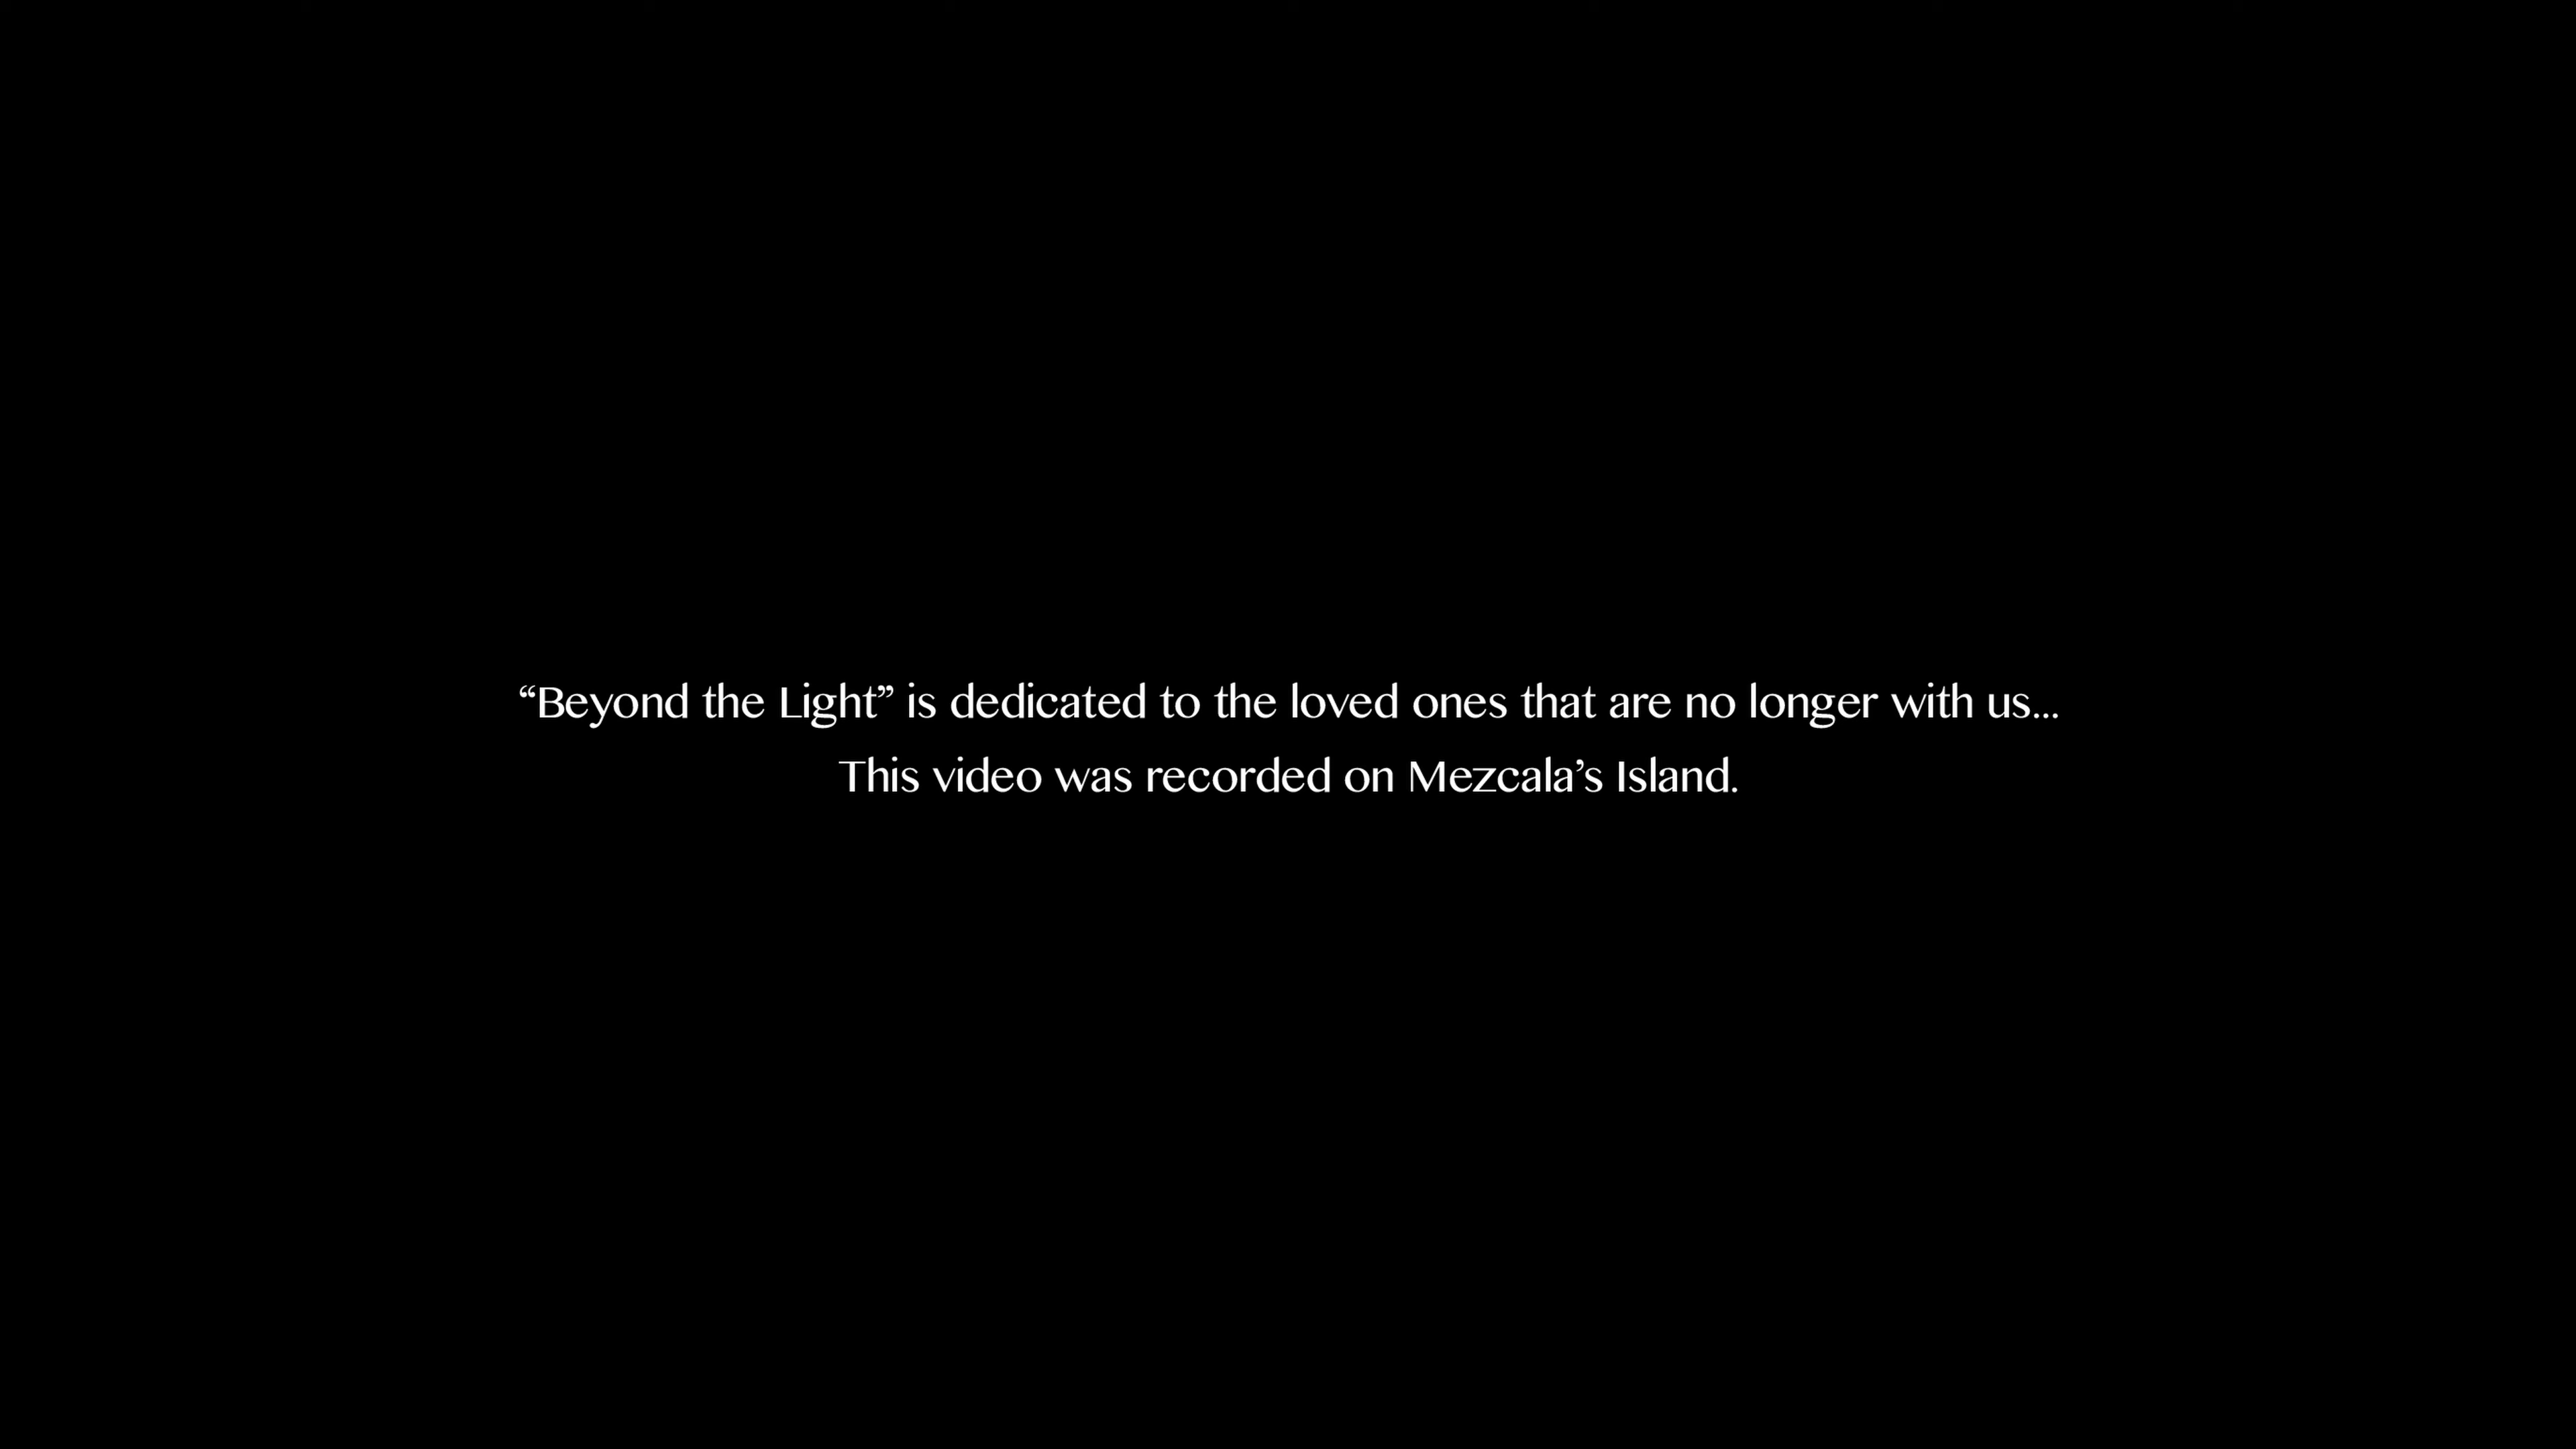 “Beyond the Light” is dedicated to the loved ones that are no longer with us...
This video was recorded on Mezcala’s Island.